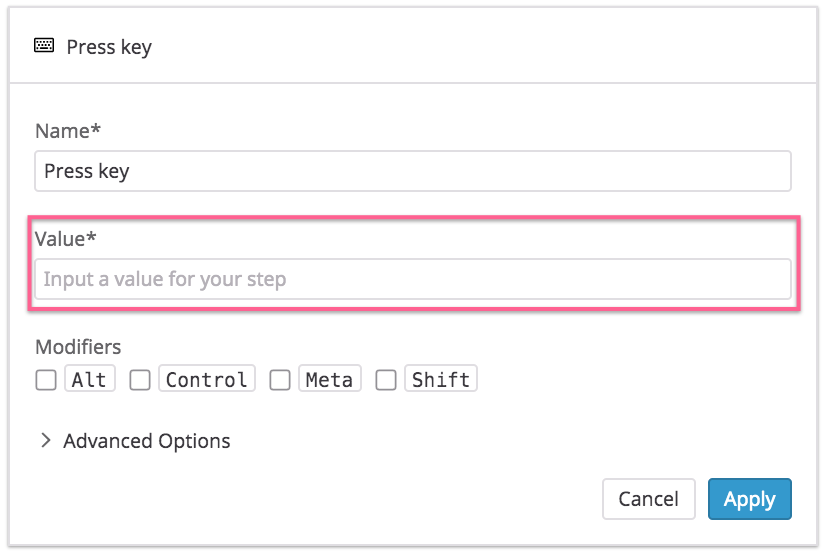 Press key
Name*
Press key
Value*
Input a value for your step
Modifiers
Alt Control Meta Shift
Advanced Options
Cancel Apply